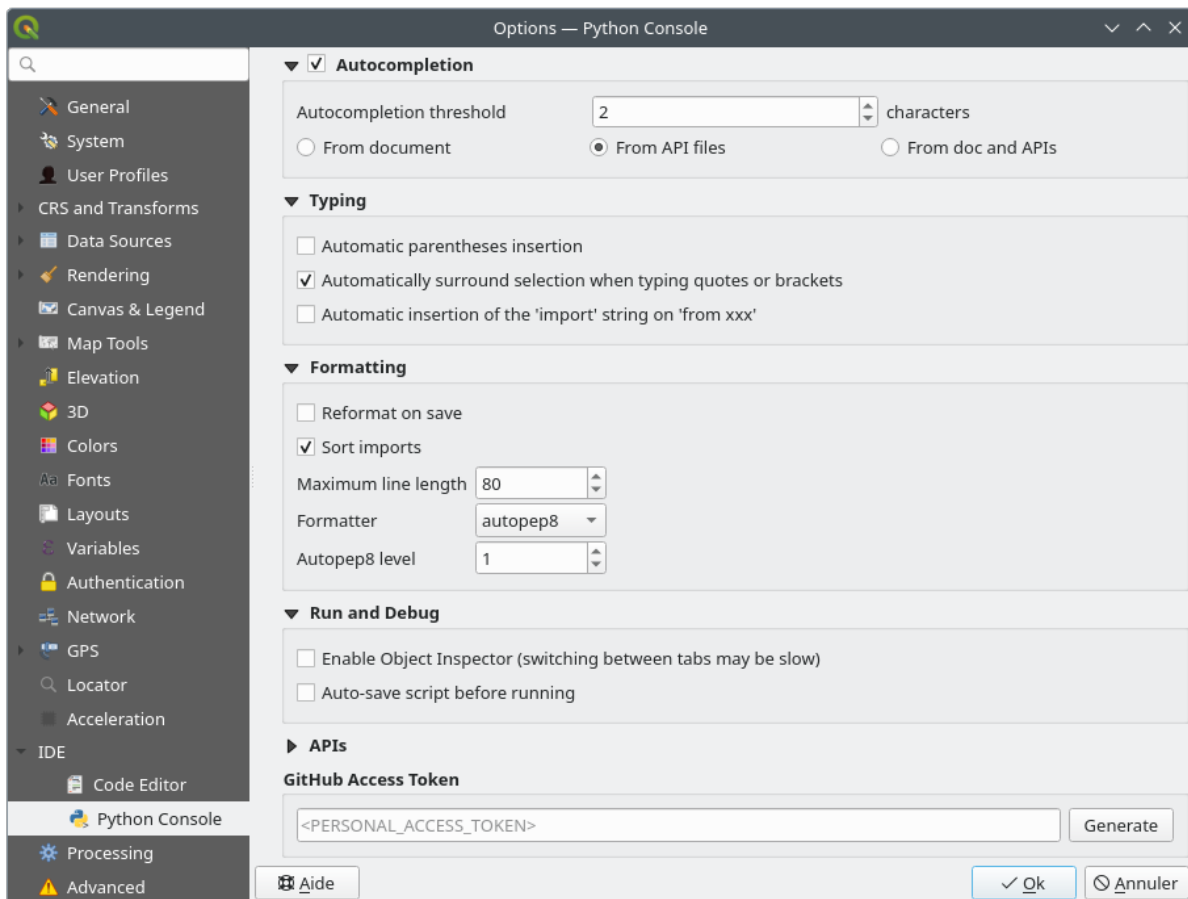 Options — Python Console
General
System
User Profiles
CRS and Transforms
Data Sources
Rendering
Canvas & Legend
Map Tools
Elevation
3D
Colors
Aa Fonts
Layouts
Variables
Authentication
Network
GPS
Locator
Acceleration
IDE
Code Editor
Python Console
Processing
Advanced
Autocompletion
Autocompletion threshold 2 characters
From document From API files From doc and APIs
Typing
Automatic parentheses insertion
Automatically surround selection when typing quotes or brackets
Automatic insertion of the 'import' string on 'from xxx'
Formatting
Reformat on save
Sort imports
Maximum line length 80
Formatter autopep8
Autopep8 level 1
Run and Debug
Enable Object Inspector (switching between tabs may be slow)
Auto-save script before running
APIs
GitHub Access Token
<PERSONAL_ACCESS_TOKEN> Generate
Aide Ok Annuler